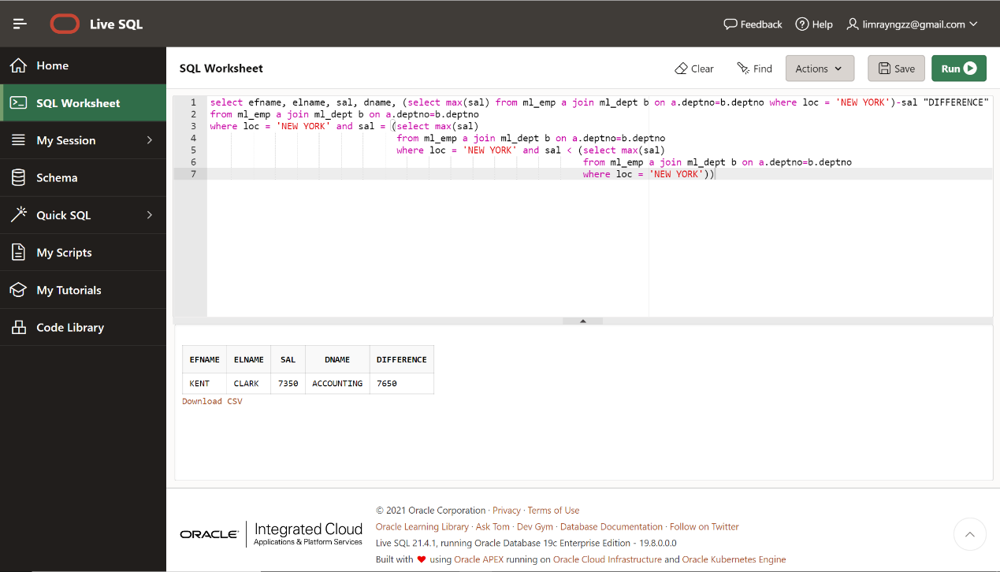 Live SQL
Feedback
Help
limrayngzz@gmail.com
Home
SQL Worksheet
My Session
Schema
Quick SQL
My Scripts
My Tutorials
Code Library
SQL Worksheet
Clear
Find
Actions
Save
Run
1 select efname, elname, sal, dname, (select max(sal) from ml_emp a join ml_dept b on a.deptno=b.deptno where loc = 'NEW YORK')-sal "DIFFERENCE"
2 from ml_emp a join ml_dept b on a.deptno=b.deptno
3 where loc = 'NEW YORK' and sal = (select max(sal)
4 from ml_emp a join ml_dept b on a.deptno=b.deptno
5 where loc = 'NEW YORK' and sal < (select max(sal)
6 from ml_emp a join ml_dept b on a.deptno=b.deptno
7 where loc = 'NEW YORK'))
EFNAME ELNAME SAL DNAME DIFFERENCE
KENT CLARK 7350 ACCOUNTING 7650
Download CSV
ORACLE Integrated Cloud
Applications & Platform Services
© 2021 Oracle Corporation · Privacy · Terms of Use
Oracle Learning Library · Ask Tom · Dev Gym · Database Documentation · Follow on Twitter
Live SQL 21.4.1, running Oracle Database 19c Enterprise Edition - 19.8.0.0.0
Built with ❤ using Oracle APEX running on Oracle Cloud Infrastructure and Oracle Kubernetes Engine